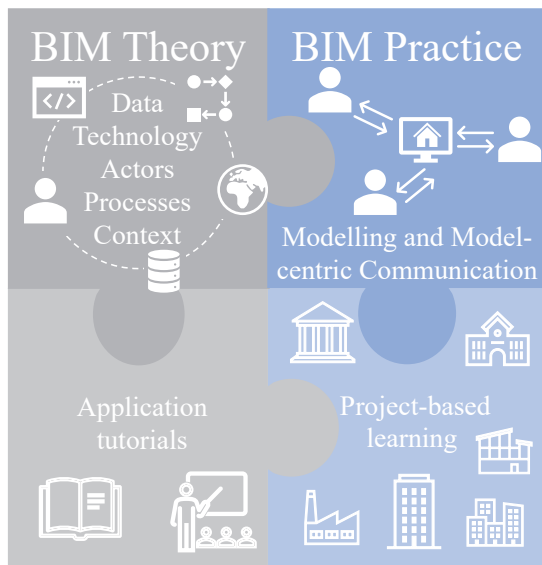 BIM Theory
Data
Technology
Actors
Processes
Context
BIM Practice
Modelling and Model-
centric Communication
Application
tutorials
Project-based
learning